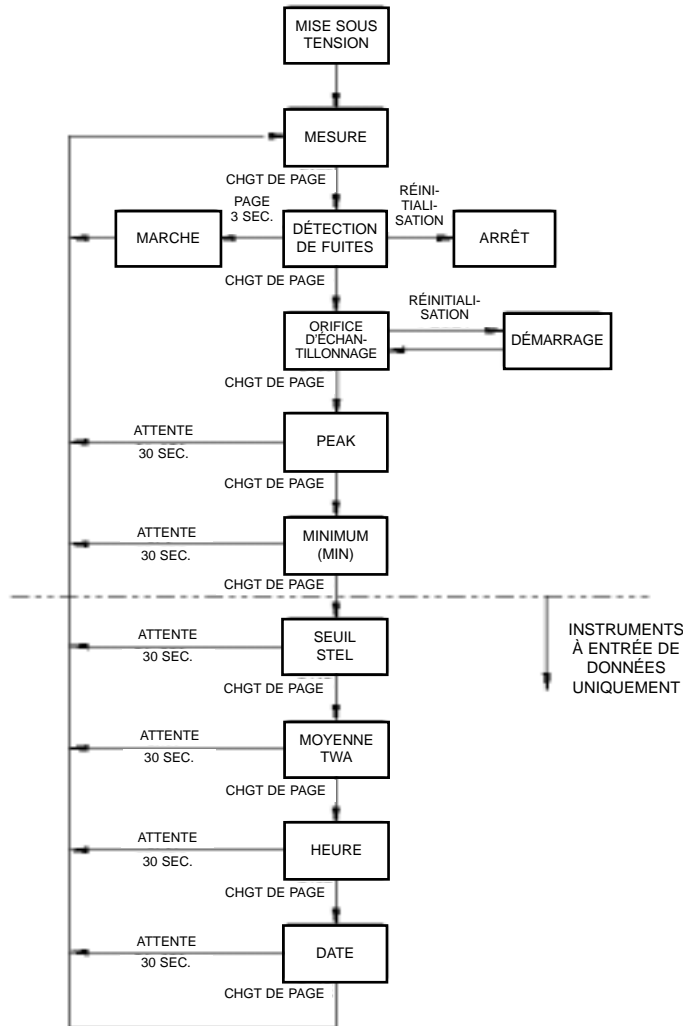 MISE SOUS
TENSION
MESURE
CHGT DE PAGE
PAGE
3 SEC.
RÉINI-
TIALI-
SATION
MARCHE
DÉTECTION
DE FUITES
ARRÊT
CHGT DE PAGE
RÉINITIALI-
SATION
ORIFICE
D'ÉCHAN-
TILLONNAGE
DÉMARRAGE
CHGT DE PAGE
ATTENTE
30 SEC.
PEAK
CHGT DE PAGE
ATTENTE
30 SEC.
MINIMUM
(MIN)
CHGT DE PAGE
INSTRUMENTS
À ENTRÉE DE
DONNÉES
UNIQUEMENT
ATTENTE
30 SEC.
SEUIL
STEL
CHGT DE PAGE
ATTENTE
30 SEC.
MOYENNE
TWA
CHGT DE PAGE
ATTENTE
30 SEC.
HEURE
CHGT DE PAGE
ATTENTE
30 SEC.
DATE
CHGT DE PAGE